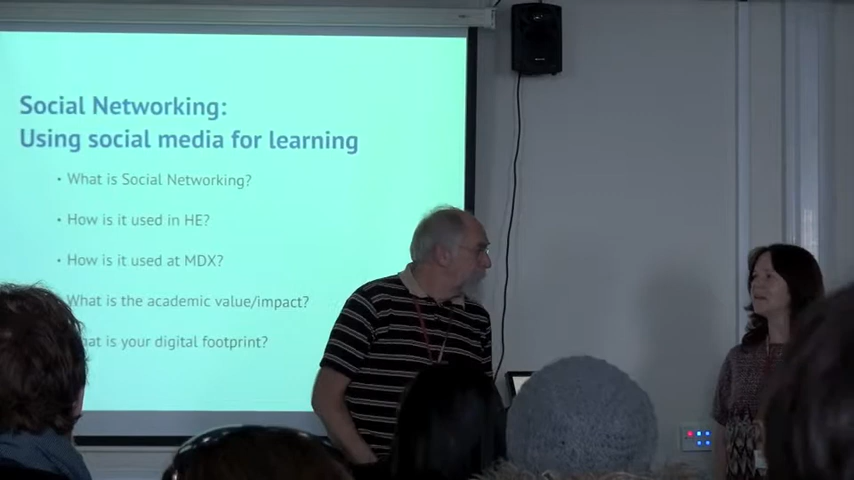 Social Networking:
Using social media for learning
• What is Social Networking?
• How is it used in HE?
• How is it used at MDX?
What is the academic value/impact?
is your digital footprint?